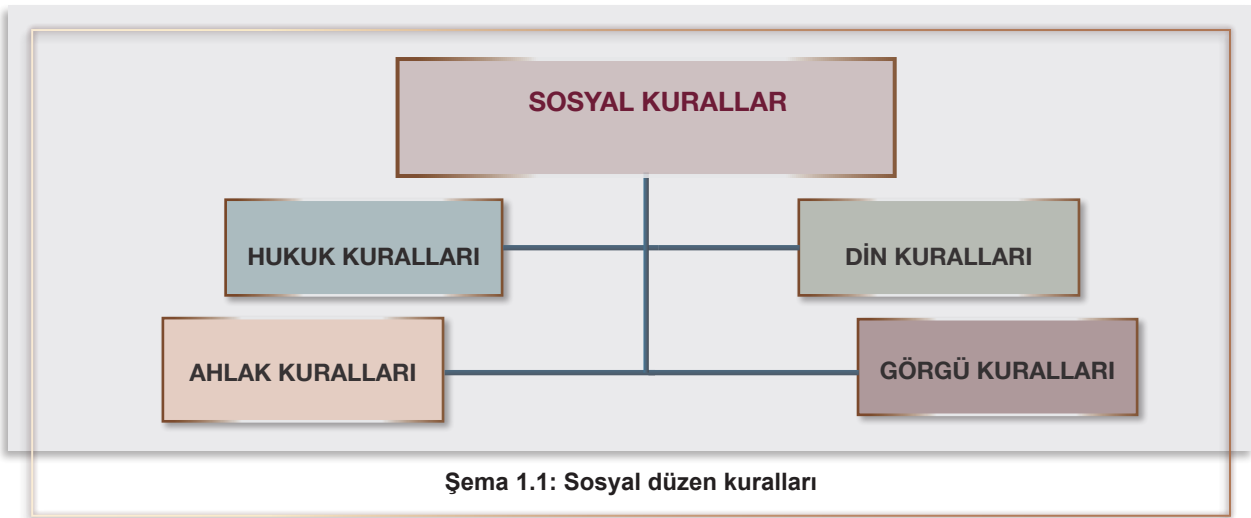 SOSYAL KURALLAR
HUKUK KURALLARI
DİN KURALLARI
AHLAK KURALLARI
GÖRGÜ KURALLARI
Şema 1.1: Sosyal düzen kuralları